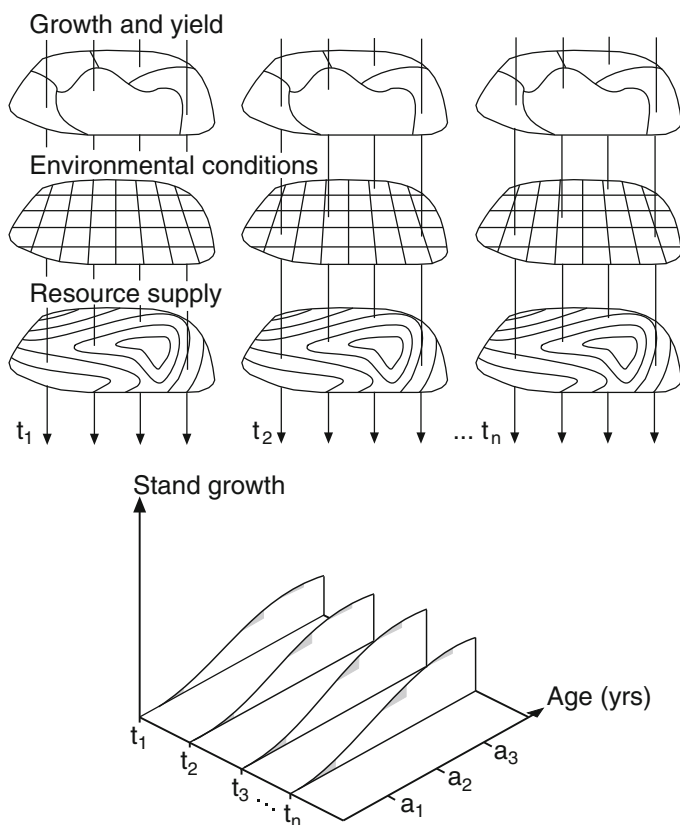 Growth and yield
Environmental conditions
Resource supply
t₁ t₂ ... tₙ
Stand growth
Age (yrs)
t₁
t₂
t₃ .... tₙ
a₁
a₂
a₃